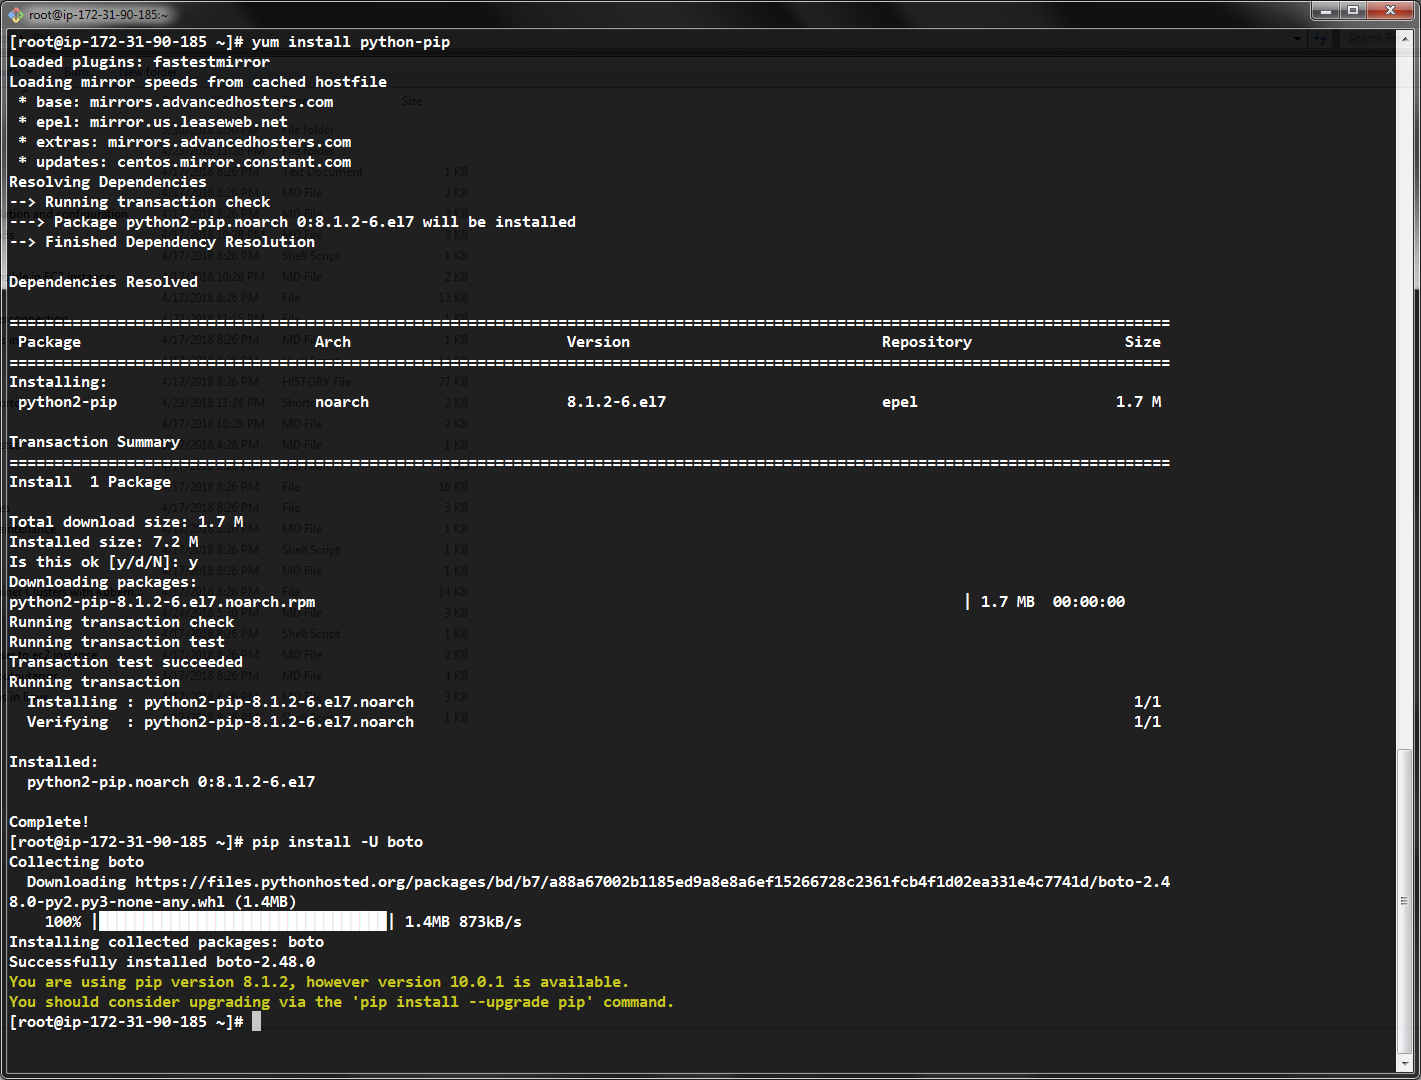 root@ip-172-31-90-185:~
[root@ip-172-31-90-185 ~]# yum install python-pip
Loaded plugins: fastestmirror
Loading mirror speeds from cached hostfile
* base: mirrors.advancedhosters.com
* epel: mirror.us.leaseweb.net
* extras: mirrors.advancedhosters.com
* updates: centos.mirror.constant.com
Resolving Dependencies
--> Running transaction check
---> Package python2-pip.noarch 0:8.1.2-6.el7 will be installed
--> Finished Dependency Resolution
Dependencies Resolved
================================================================================================================================
Package Arch Version Repository Size
================================================================================================================================
Installing:
python2-pip noarch 8.1.2-6.el7 epel 1.7 M
Transaction Summary
================================================================================================================================
Install 1 Package
Total download size: 1.7 M
Installed size: 7.2 M
Is this ok [y/d/N]: y
Downloading packages:
python2-pip-8.1.2-6.el7.noarch.rpm | 1.7 MB 00:00:00
Running transaction check
Running transaction test
Transaction test succeeded
Running transaction
Installing : python2-pip-8.1.2-6.el7.noarch 1/1
Verifying : python2-pip-8.1.2-6.el7.noarch 1/1
Installed:
python2-pip.noarch 0:8.1.2-6.el7
Complete!
[root@ip-172-31-90-185 ~]# pip install -U boto
Collecting boto
Downloading https://files.pythonhosted.org/packages/bd/b7/a88a67002b1185ed9a8e8a6ef15266728c2361fcb4f1d02ea331e4c7741d/boto-2.4
8.0-py2.py3-none-any.whl (1.4MB)
100% |████████████████████████████████| 1.4MB 873kB/s
Installing collected packages: boto
Successfully installed boto-2.48.0
You are using pip version 8.1.2, however version 10.0.1 is available.
You should consider upgrading via the 'pip install --upgrade pip' command.
[root@ip-172-31-90-185 ~]#